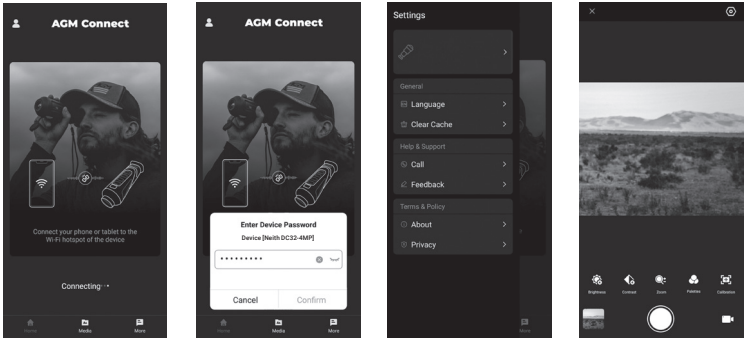 AGM Connect
Connect your phone or tablet to the
Wi-Fi hotspot of the device
Connecting···
Home
Media
More
AGM Connect
Enter Device Password
Device [Neith DC32-4MP]
•••••••••
Cancel
Confirm
Home
Media
More
Settings
General
Language
Clear Cache
Help & Support
Call
Feedback
Terms & Policy
About
Privacy
More
Brightness
Contrast
Zoom
Palettes
Calibration